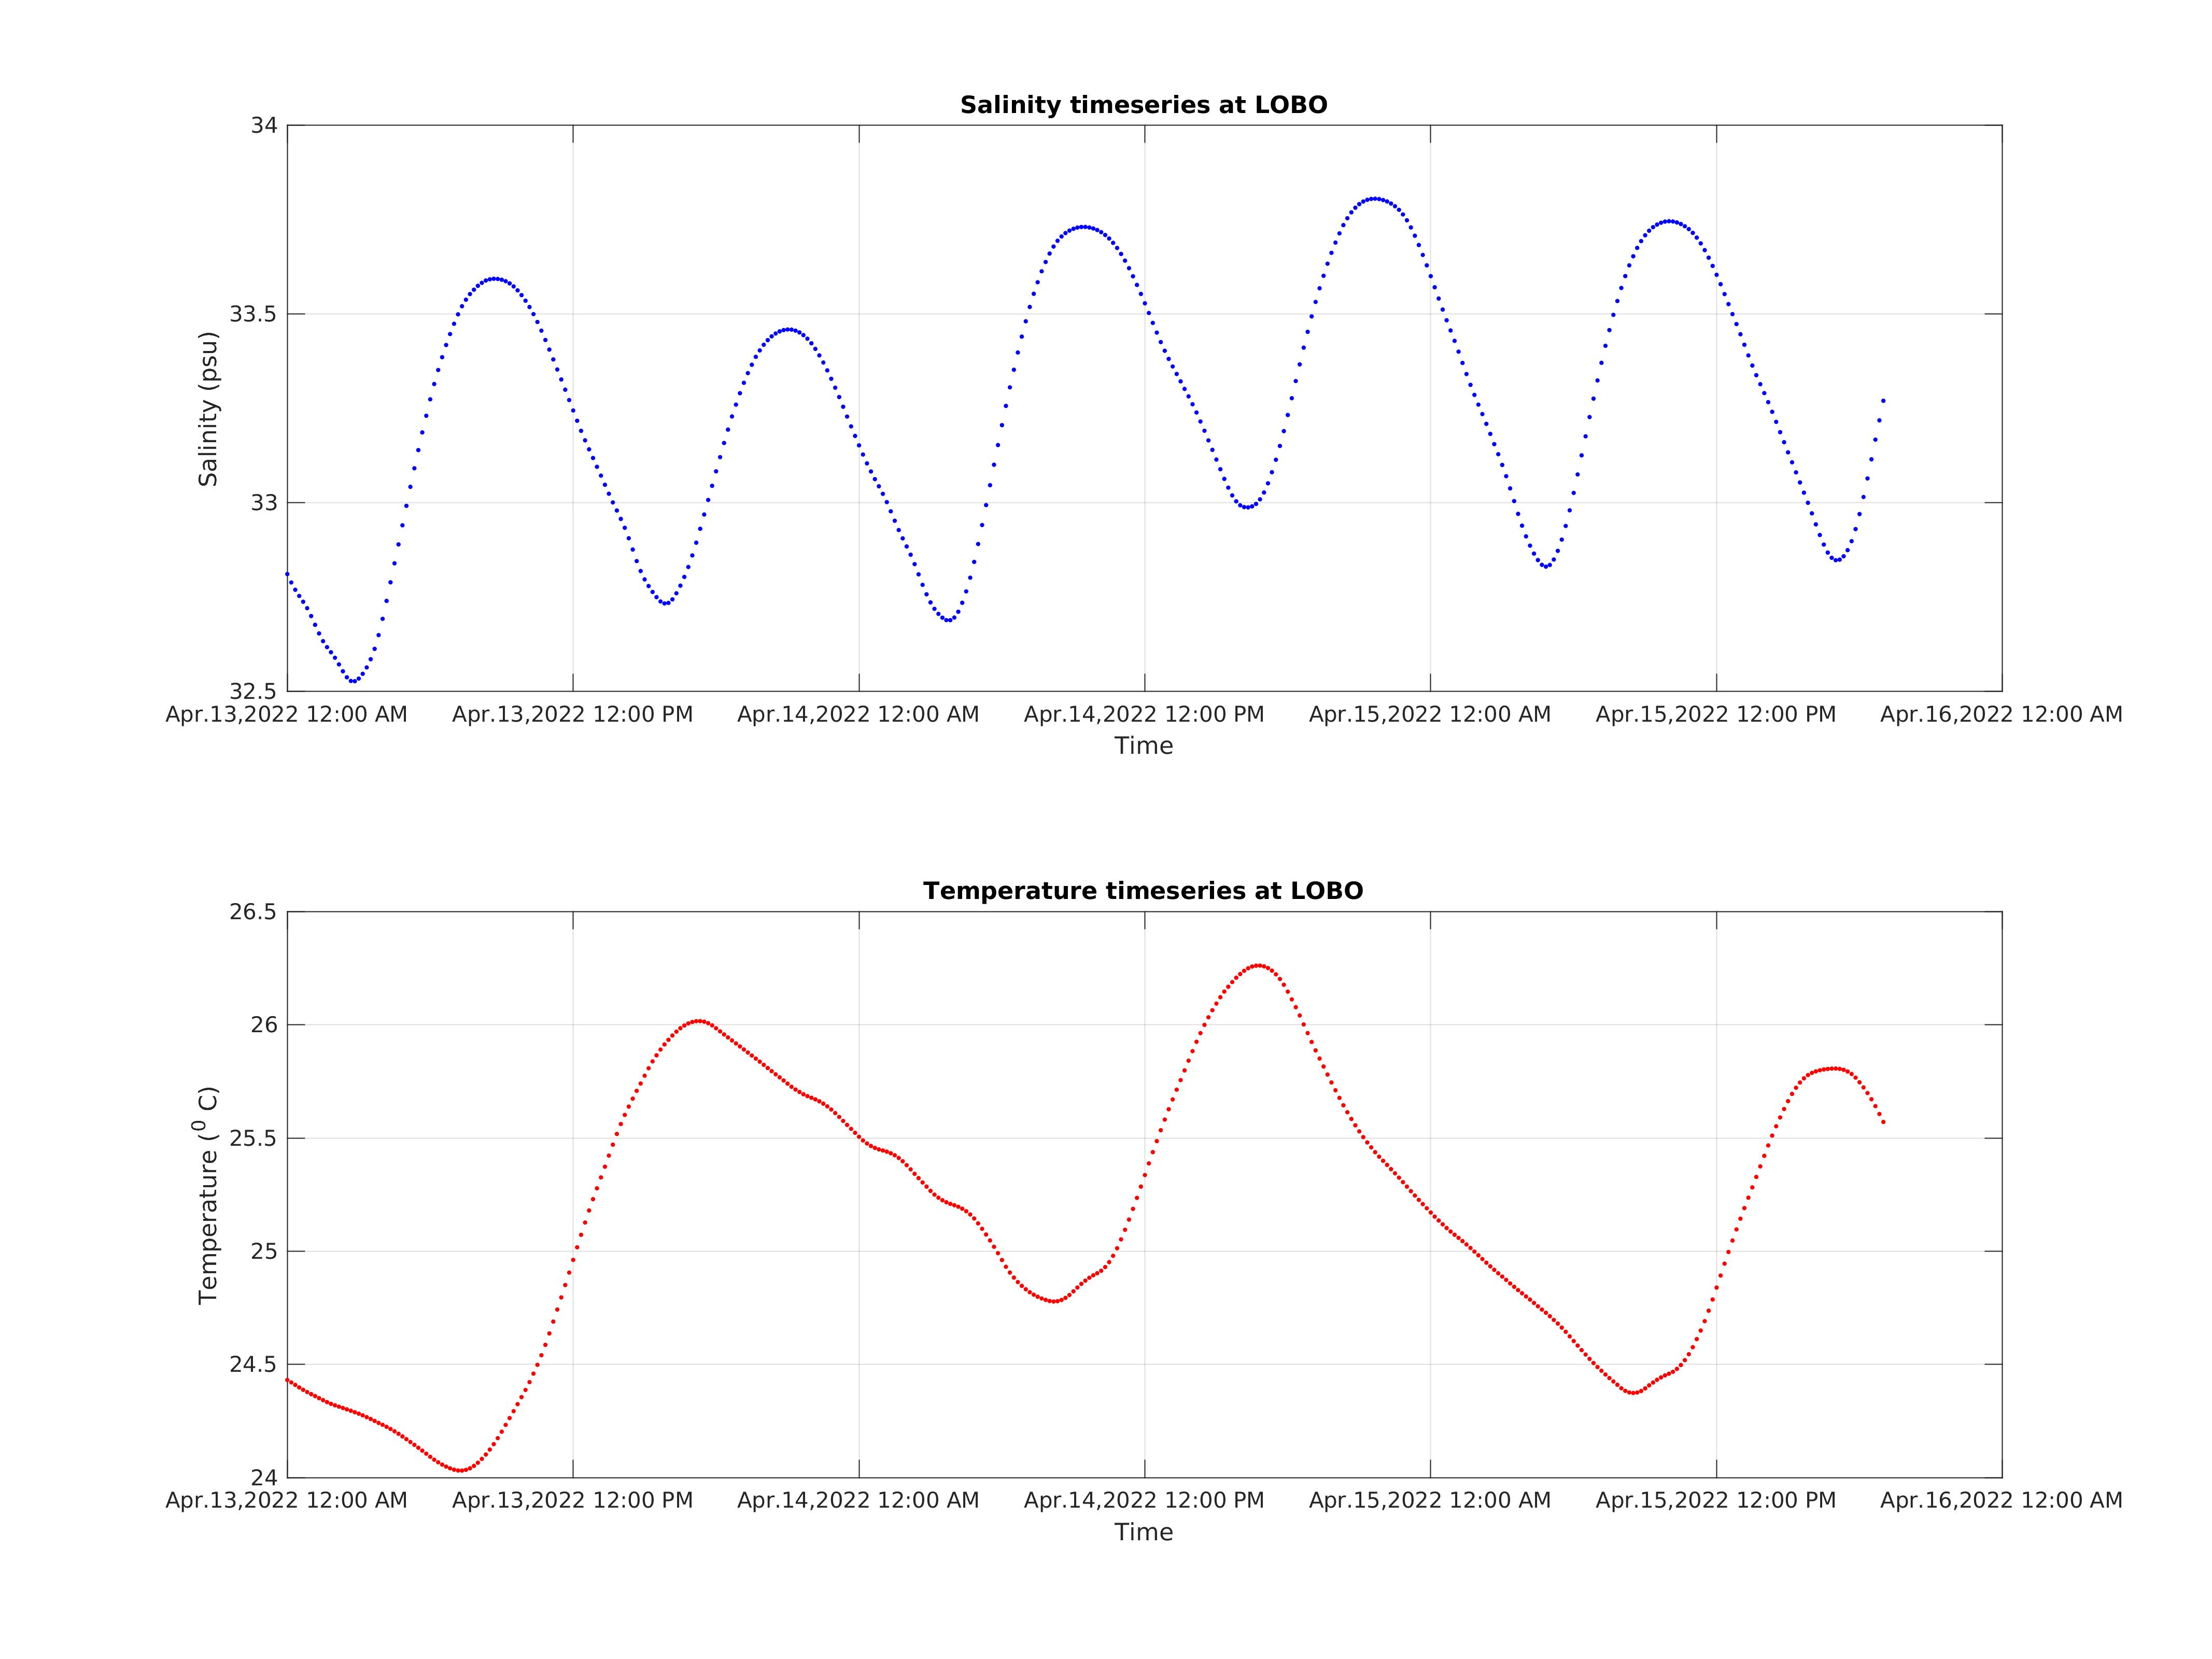 Salinity timeseries at LOBO
34
33.5
33
32.5
Salinity (psu)
Apr.13,2022 12:00 AM Apr.13,2022 12:00 PM Apr.14,2022 12:00 AM Apr.14,2022 12:00 PM Apr.15,2022 12:00 AM Apr.15,2022 12:00 PM Apr.16,2022 12:00 AM
Time
Temperature timeseries at LOBO
26.5
26
25.5
25
24.5
24
Temperature (⁰ C)
Apr.13,2022 12:00 AM Apr.13,2022 12:00 PM Apr.14,2022 12:00 AM Apr.14,2022 12:00 PM Apr.15,2022 12:00 AM Apr.15,2022 12:00 PM Apr.16,2022 12:00 AM
Time